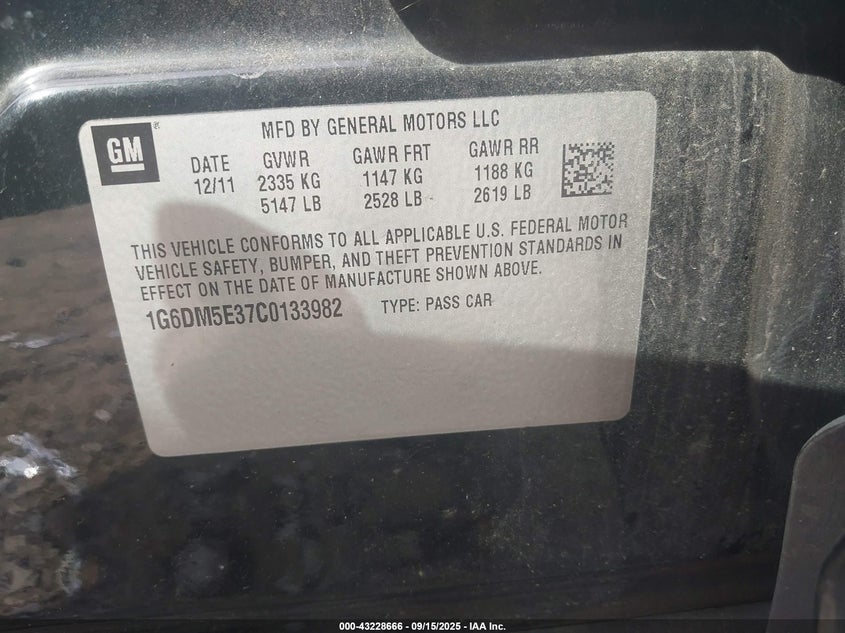 GM ®
MFD BY GENERAL MOTORS LLC
DATE GVWR GAWR FRT GAWR RR
12/11 2335 KG 1147 KG 1188 KG
5147 LB 2528 LB 2619 LB
THIS VEHICLE CONFORMS TO ALL APPLICABLE U.S. FEDERAL MOTOR
VEHICLE SAFETY, BUMPER, AND THEFT PREVENTION STANDARDS IN
EFFECT ON THE DATE OF MANUFACTURE SHOWN ABOVE.
1G6DM5E37C0133982 TYPE: PASS CAR
000-43228666 - 09/15/2025 - IAA Inc.